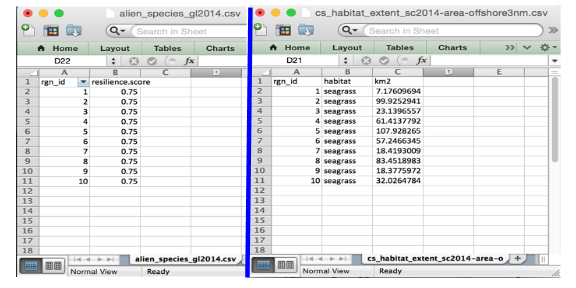 alien_species_gl2014.csv
Search in Sheet
Home Layout Tables Charts
D22 fx
A B C D
1 rgn_id resilience.score
2 1 0.75
3 2 0.75
4 3 0.75
5 4 0.75
6 5 0.75
7 6 0.75
8 7 0.75
9 8 0.75
10 9 0.75
11 10 0.75
12
13
14
15
16
17
18
alien_species_gl2014.csv
Normal View Ready
cs_habitat_extent_sc2014-area-offshore3nm.csv
Search in Sheet
Home Layout Tables Charts
D21 fx
A B C D E
1 rgn_id habitat km2
2 1 seagrass 7.17609694
3 2 seagrass 99.9252941
4 3 seagrass 23.1396557
5 4 seagrass 61.4137792
6 5 seagrass 107.928265
7 6 seagrass 57.2466345
8 7 seagrass 18.4193009
9 8 seagrass 83.4518983
10 9 seagrass 18.3775972
11 10 seagrass 32.0264784
12
13
14
15
16
17
18
cs_habitat_extent_sc2014-area-o
Normal View Ready